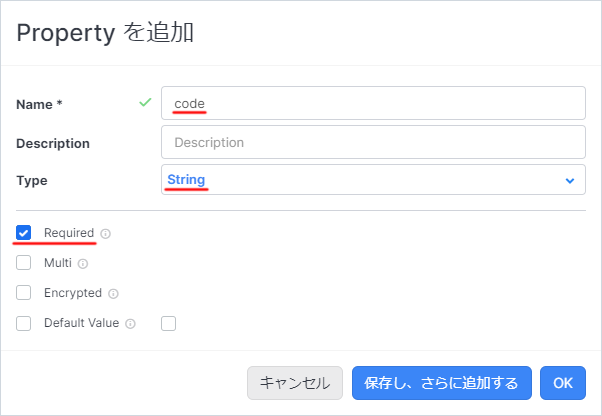 Property を追加
Name * code
Description Description
Type String
Required
Multi
Encrypted
Default Value
キャンセル 保存し、さらに追加する OK